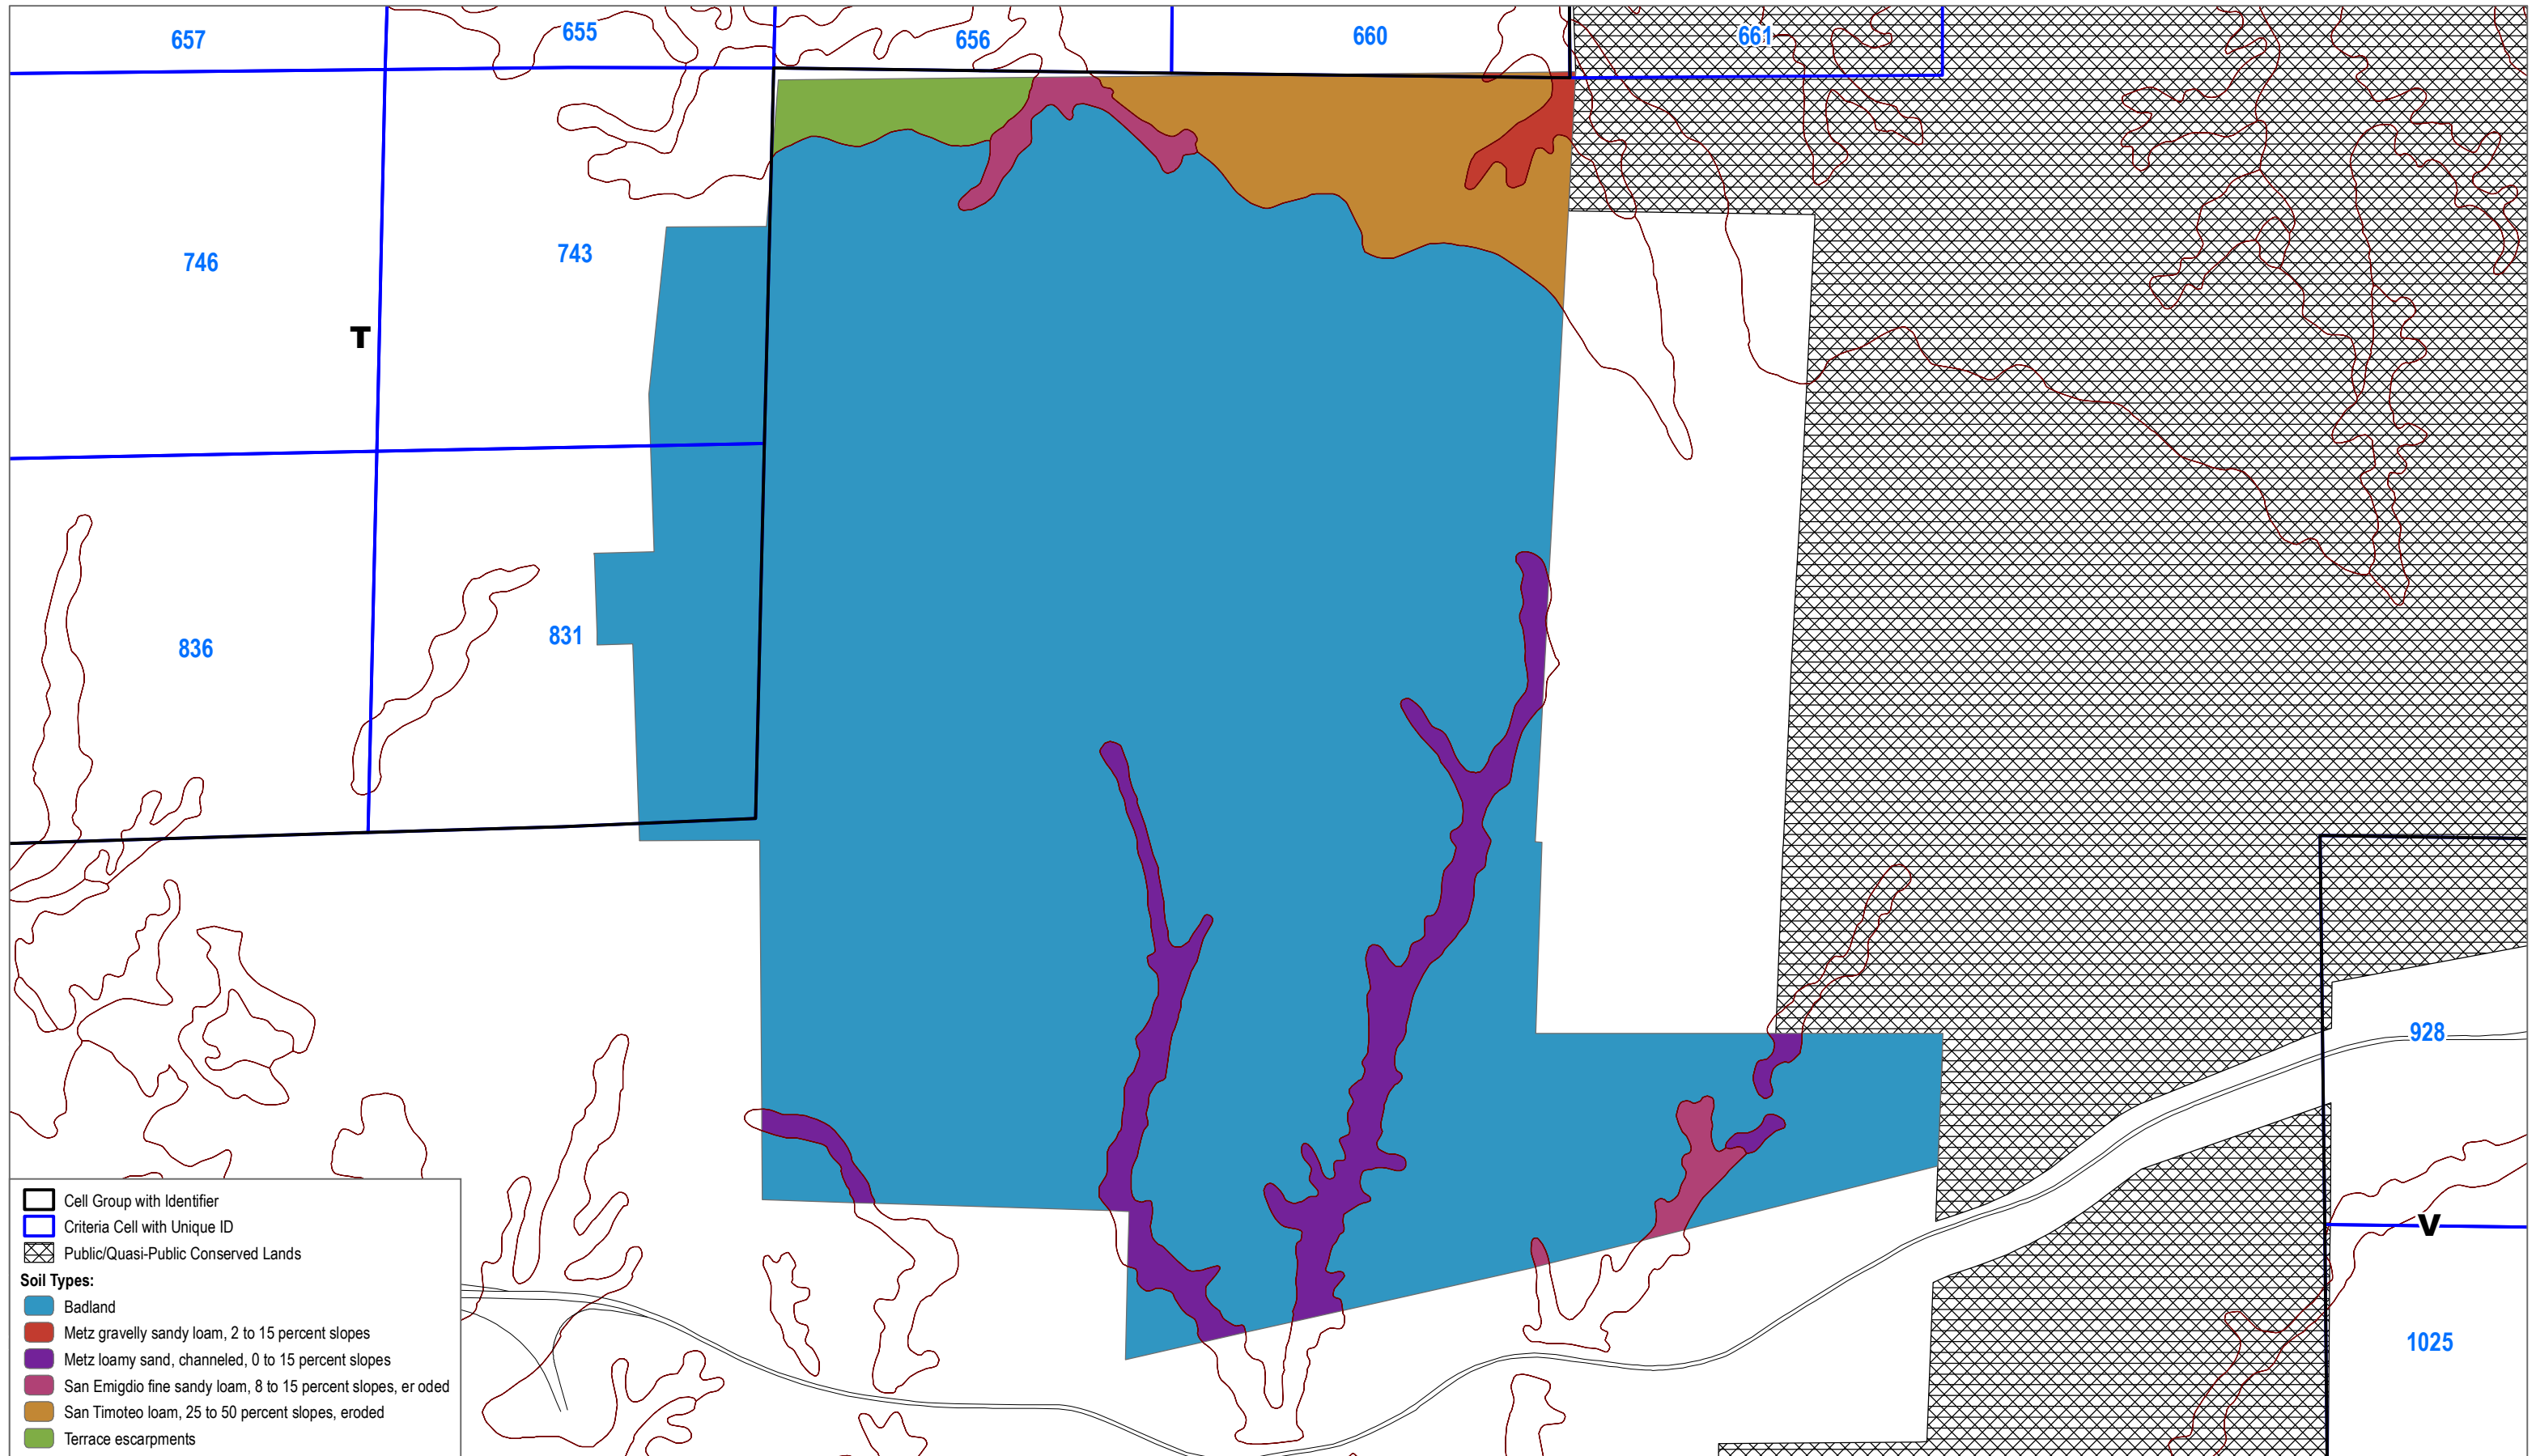 657
655
656
660
661
746
743
T
836
831
928
V
1025
Cell Group with Identifier
Criteria Cell with Unique ID
Public/Quasi-Public Conserved Lands
Soil Types:
Badland
Metz gravelly sandy loam, 2 to 15 percent slopes
Metz loamy sand, channeled, 0 to 15 percent slopes
San Emigdio fine sandy loam, 8 to 15 percent slopes, er oded
San Timoteo loam, 25 to 50 percent slopes, eroded
Terrace escarpments